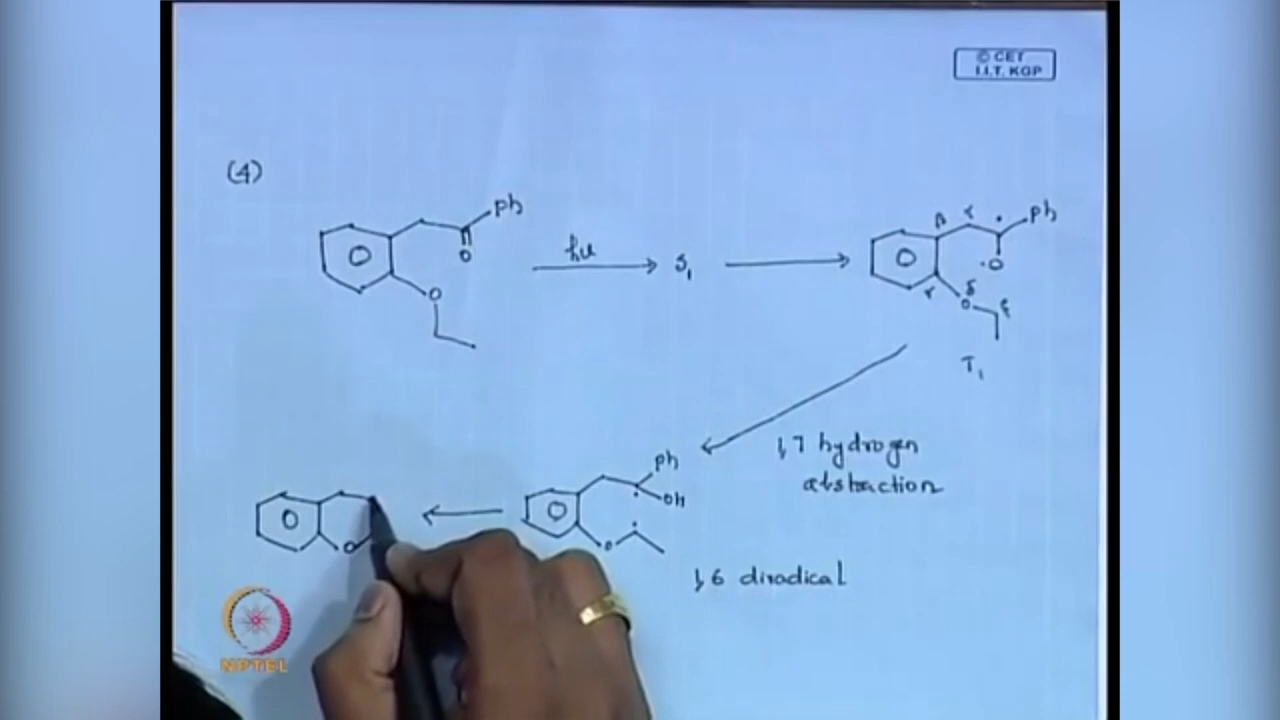 © CET
I.I.T. KGP
(4)
Ph
O
O
hν
S₁
β α · Ph
·O
γ
δ
O
ε
T₁
1,7 hydrogen
abstraction
Ph
OH
O
1,6 diradical
O
NPTEL